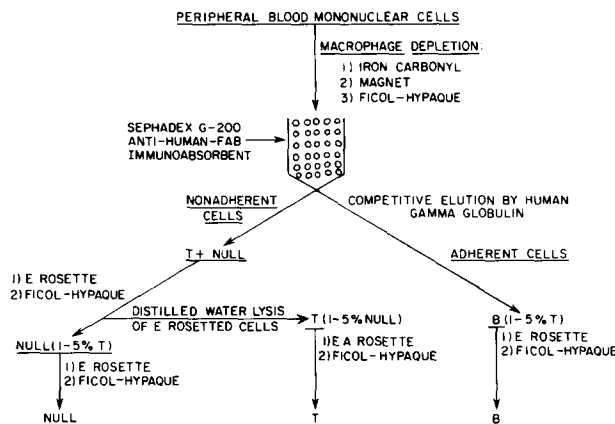 PERIPHERAL BLOOD MONONUCLEAR CELLS
MACROPHAGE DEPLETION:
1) IRON CARBONYL
2) MAGNET
3) FICOL-HYPAQUE
SEPHADEX G-200
ANTI-HUMAN-FAB
IMMUNOABSORBENT
NONADHERENT
CELLS
COMPETITIVE ELUTION BY HUMAN
GAMMA GLOBULIN
T+ NULL
ADHERENT CELLS
1) E ROSETTE
2) FICOL-HYPAQUE
DISTILLED WATER LYSIS
OF E ROSETTED CELLS
T (1-5% NULL)
B (1-5% T)
NULL (1-5% T)
1) E ROSETTE
2) FICOL-HYPAQUE
1) E A ROSETTE
2) FICOL-HYPAQUE
1) E ROSETTE
2) FICOL-HYPAQUE
NULL
T
B